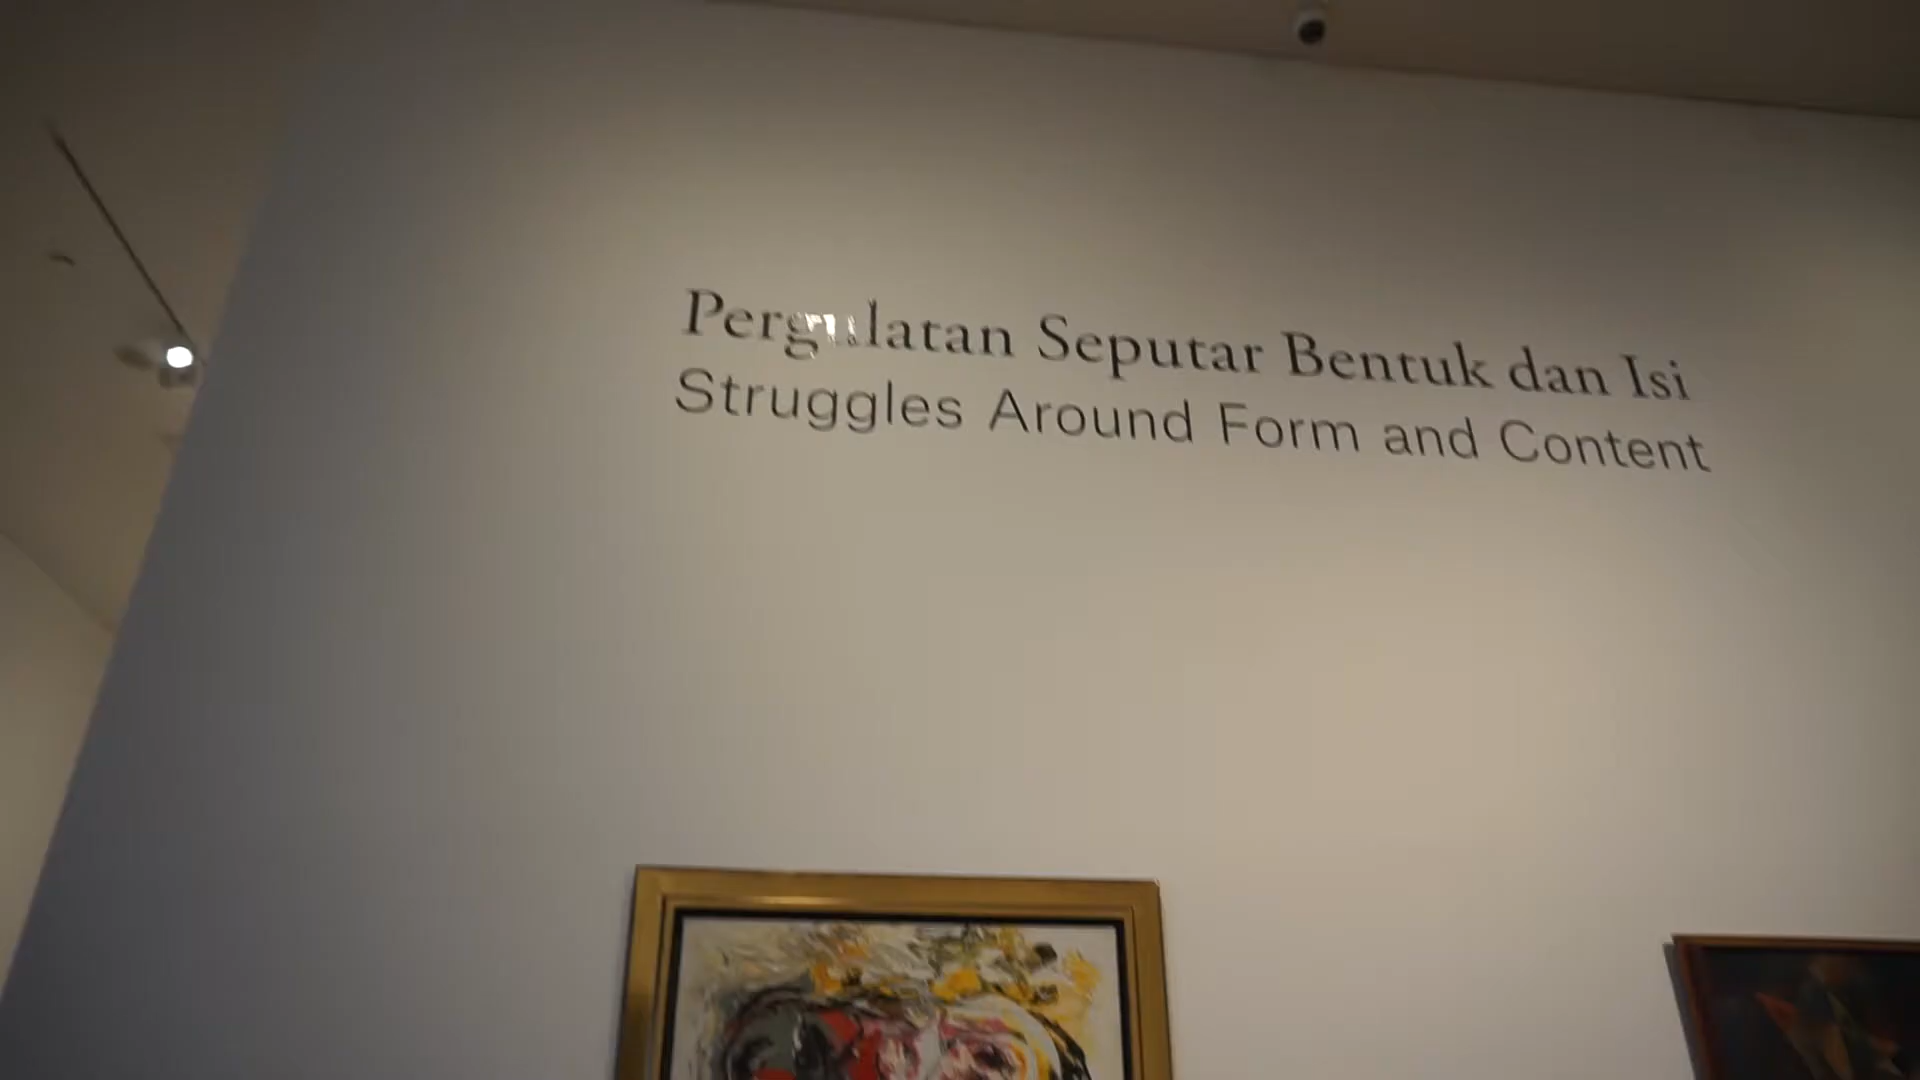 Pergulatan Seputar Bentuk dan Isi
Struggles Around Form and Content